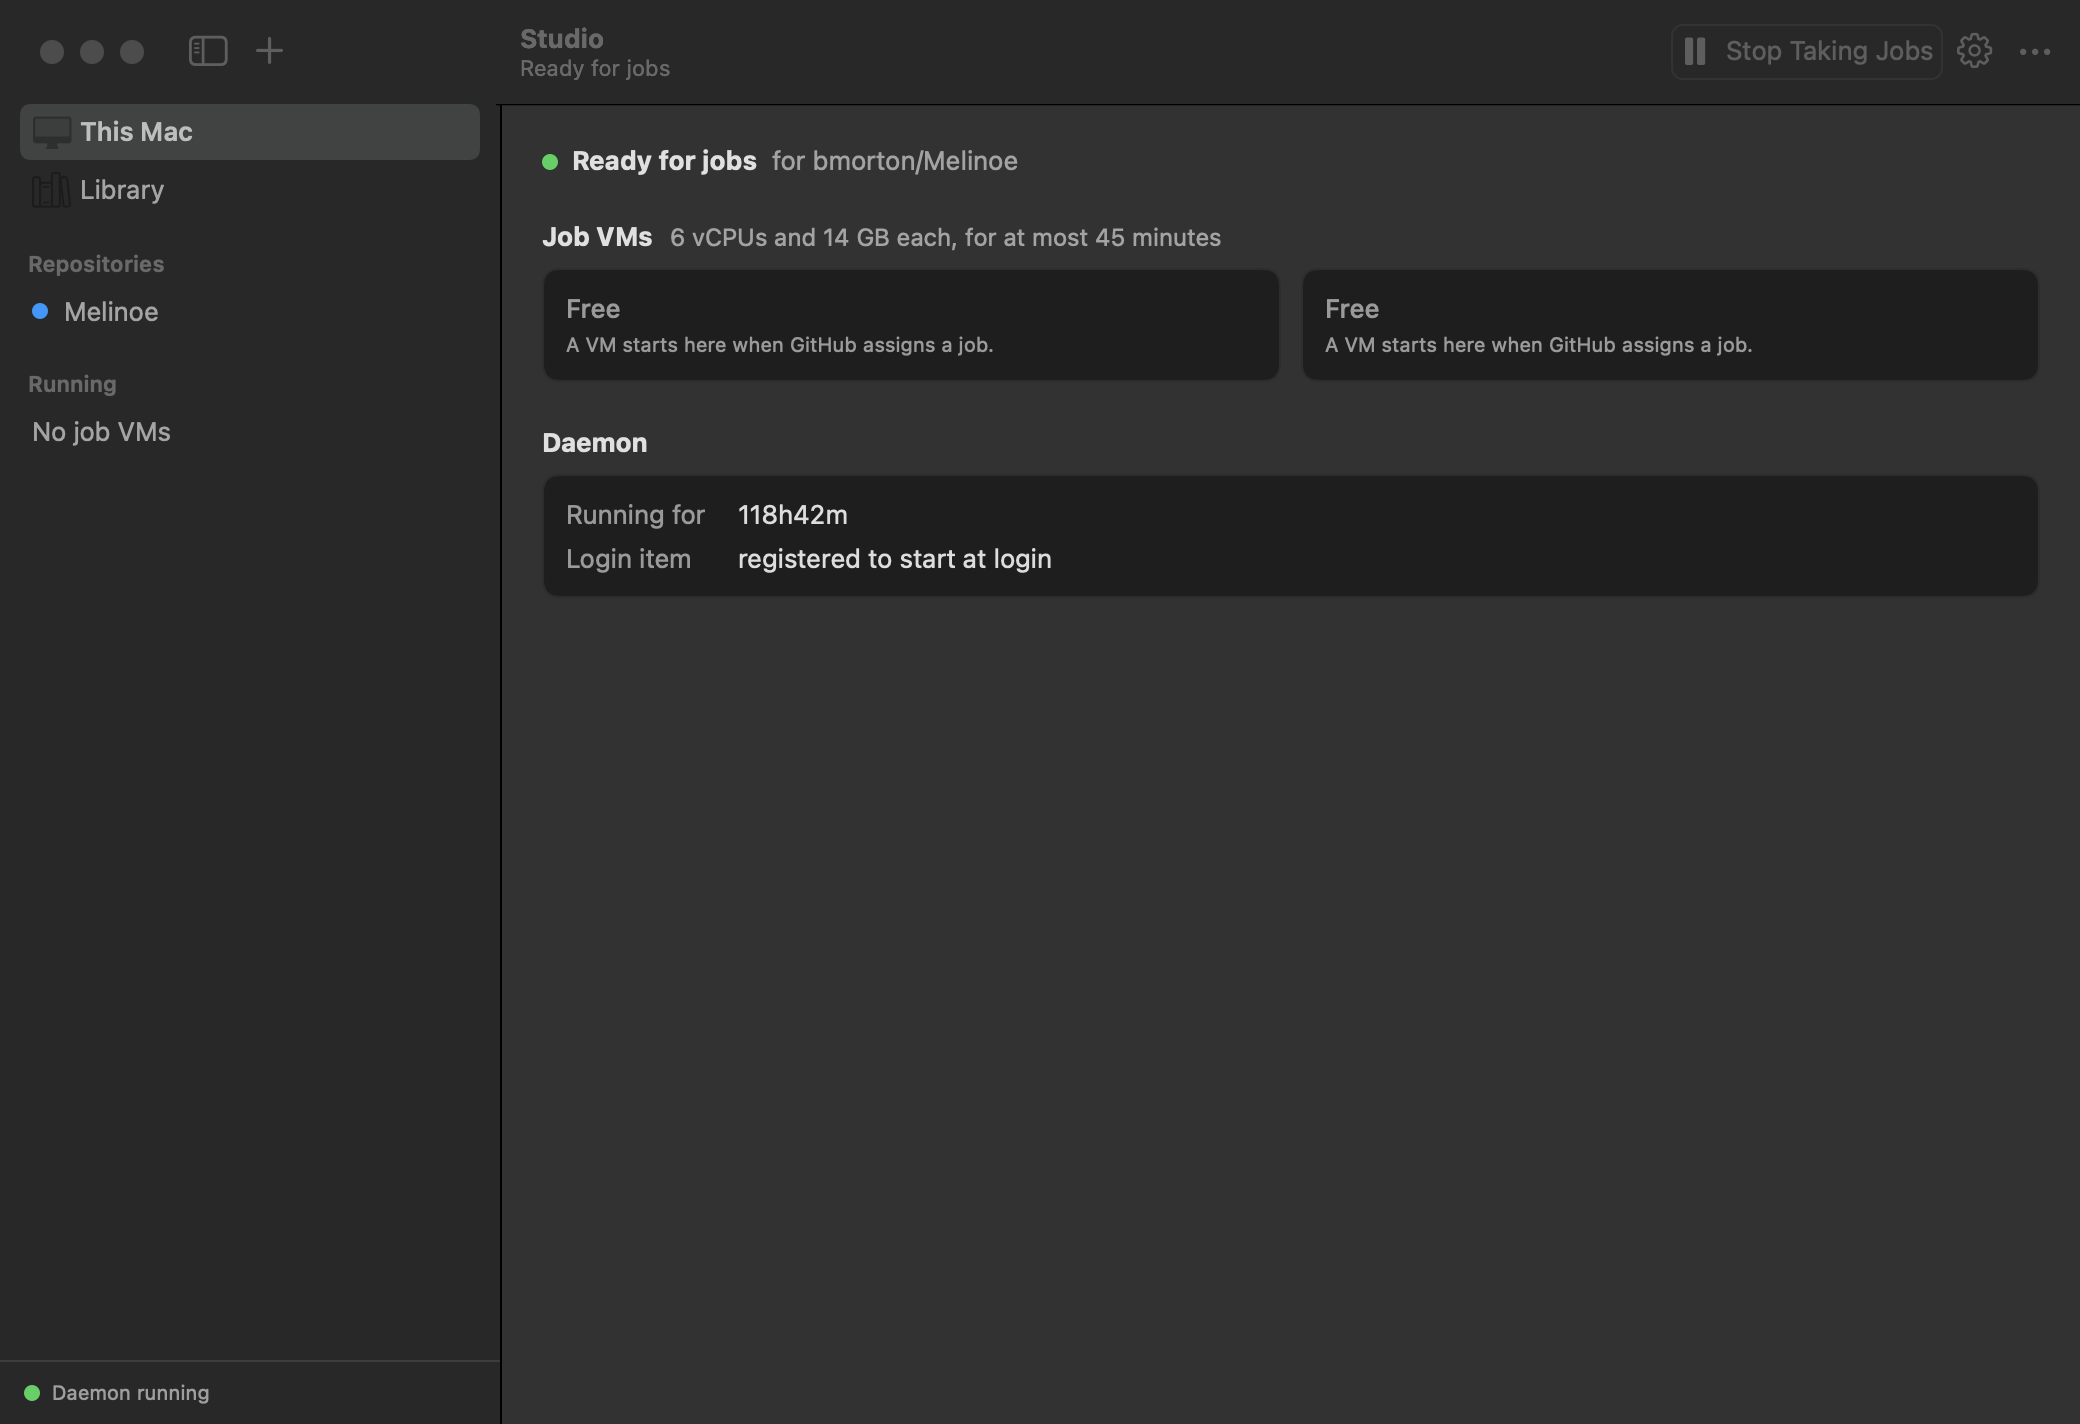 Studio
Ready for jobs
Stop Taking Jobs
This Mac
Library
Repositories
Melinoe
Running
No job VMs
Daemon running
Ready for jobs for bmorton/Melinoe
Job VMs 6 vCPUs and 14 GB each, for at most 45 minutes
Free
A VM starts here when GitHub assigns a job.
Free
A VM starts here when GitHub assigns a job.
Daemon
Running for 118h42m
Login item registered to start at login